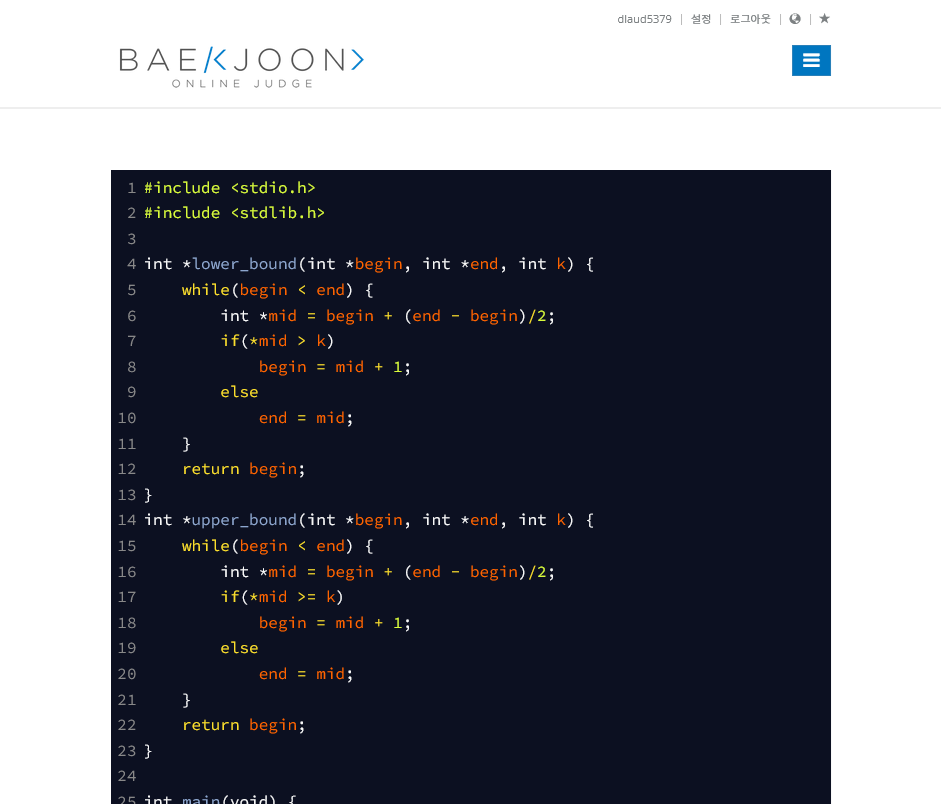 dlaud5379 | 설정 | 로그아웃 | |
BAEKJOON>
ONLINE JUDGE
1 #include <stdio.h>
2 #include <stdlib.h>
3
4 int *lower_bound(int *begin, int *end, int k) {
5     while(begin < end) {
6         int *mid = begin + (end - begin)/2;
7         if(*mid > k)
8             begin = mid + 1;
9         else
10             end = mid;
11     }
12     return begin;
13 }
14 int *upper_bound(int *begin, int *end, int k) {
15     while(begin < end) {
16         int *mid = begin + (end - begin)/2;
17         if(*mid >= k)
18             begin = mid + 1;
19         else
20             end = mid;
21     }
22     return begin;
23 }
24
25 int main(void) {